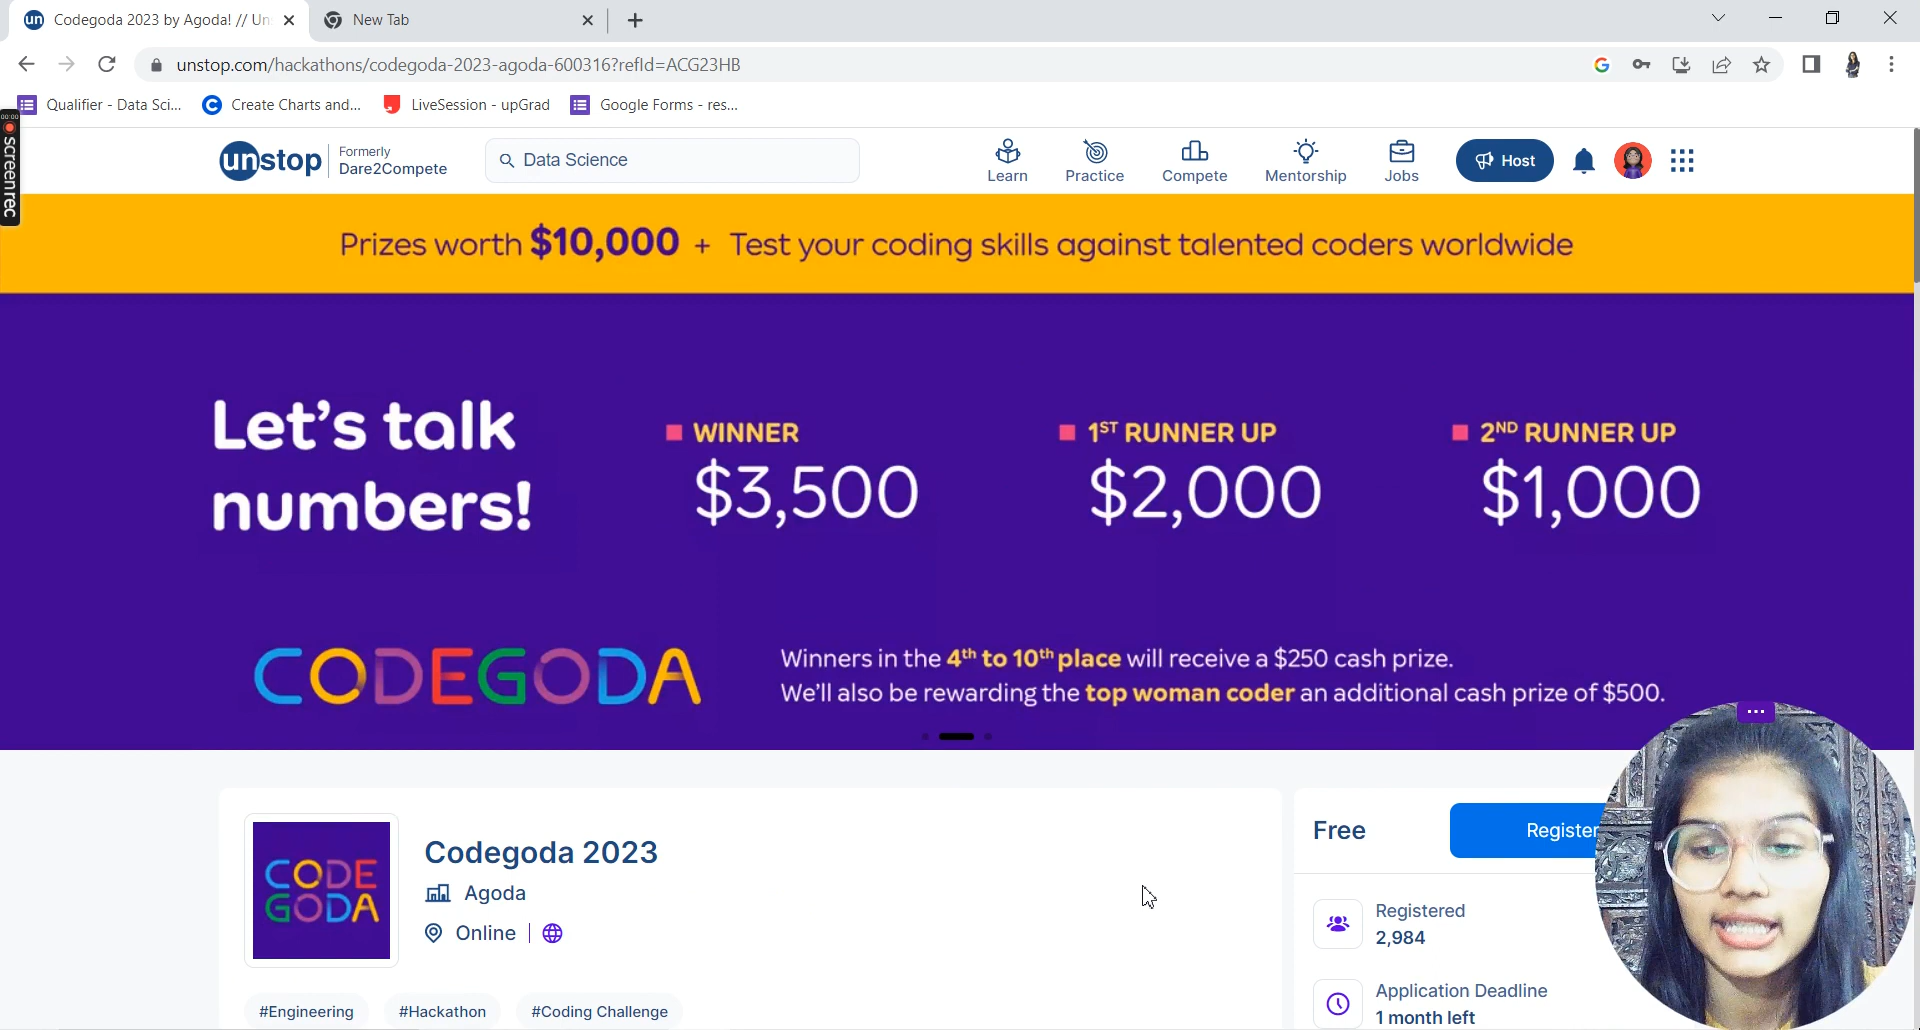 Codegoda 2023 by Agoda! // Un
New Tab
unstop.com/hackathons/codegoda-2023-agoda-600316?refId=ACG23HB
Qualifier - Data Sci...
Create Charts and...
LiveSession - upGrad
Google Forms - res...
00:00
screenrec
unstop
Formerly
Dare2Compete
Data Science
Learn
Practice
Compete
Mentorship
Jobs
Host
Prizes worth $10,000 + Test your coding skills against talented coders worldwide
Let's talk
numbers!
WINNER
$3,500
1ST RUNNER UP
$2,000
2ND RUNNER UP
$1,000
CODEGODA
Winners in the 4th to 10th place will receive a $250 cash prize.
We'll also be rewarding the top woman coder an additional cash prize of $500.
CODE
GODA
Codegoda 2023
Agoda
Online
#Engineering
#Hackathon
#Coding Challenge
Free
Register
Registered
2,984
Application Deadline
1 month left